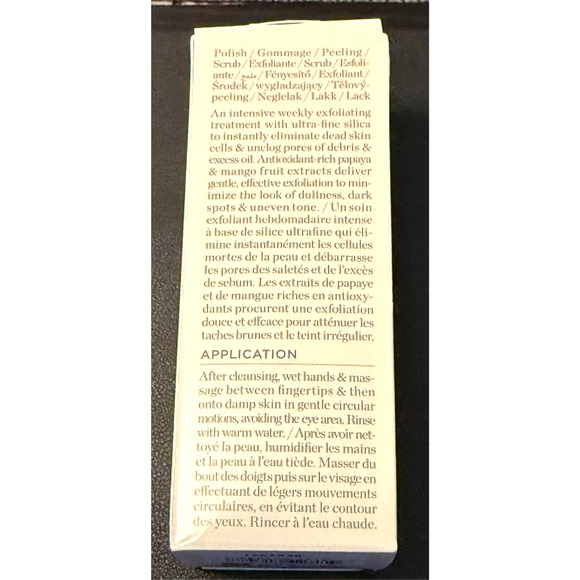 Polish / Gommage / Peeling /
Scrub / Exfoliante / Scrub / Esfoli-
ante / ملمع / Fényesítő / Exfoliant /
Środek / wygładzający / Tělový-
peeling / Neglelak / Lakk / Lack
An intensive weekly exfoliating
treatment with ultra-fine silica
to instantly eliminate dead skin
cells & unclog pores of debris &
excess oil. Antioxidant-rich papaya
& mango fruit extracts deliver
gentle, effective exfoliation to min-
imize the look of dullness, dark
spots & uneven tone. / Un soin
exfoliant hebdomadaire intense
à base de silice ultrafine qui éli-
mine instantanément les cellules
mortes de la peau et débarrasse
les pores des saletés et de l'excès
de sebum. Les extraits de papaye
et de mangue riches en antioxy-
dants procurent une exfoliation
douce et efficace pour atténuer les
taches brunes et le teint irrégulier.
APPLICATION
After cleansing, wet hands & mas-
sage between fingertips & then
onto damp skin in gentle circular
motions, avoiding the eye area. Rinse
with warm water. / Après avoir net-
toyé la peau, humidifier les mains
et la peau à l'eau tiède. Masser du
bout des doigts puis sur le visage en
effectuant de légers mouvements
circulaires, en évitant le contour
des yeux. Rincer à l'eau chaude.